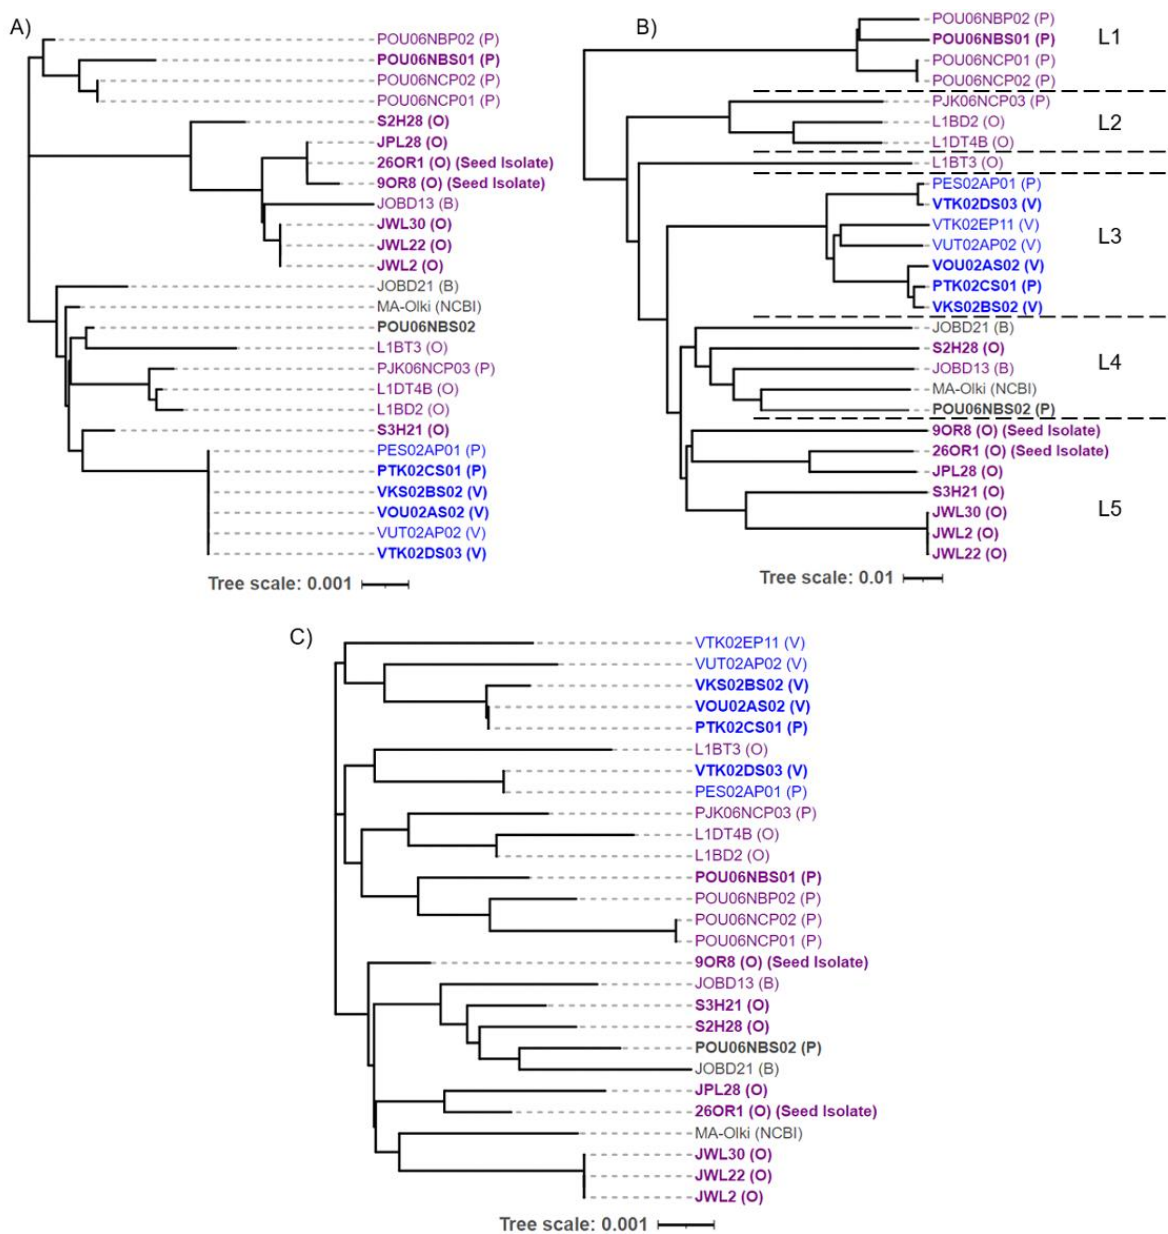 A)
POU06NBP02 (P)
POU06NBS01 (P)
POU06NCP02 (P)
POU06NCP01 (P)
S2H28 (O)
JPL28 (O)
26OR1 (O) (Seed Isolate)
9OR8 (O) (Seed Isolate)
JOBD13 (B)
JWL30 (O)
JWL22 (O)
JWL2 (O)
JOBD21 (B)
MA-Olki (NCBI)
POU06NBS02
L1BT3 (O)
PJK06NCP03 (P)
L1DT4B (O)
L1BD2 (O)
S3H21 (O)
PES02AP01 (P)
PTK02CS01 (P)
VKS02BS02 (V)
VOU02AS02 (V)
VUT02AP02 (V)
VTK02DS03 (V)
Tree scale: 0.001
B)
POU06NBP02 (P)
POU06NBS01 (P)
POU06NCP01 (P)
POU06NCP02 (P)
L1
PJK06NCP03 (P)
L1BD2 (O)
L1DT4B (O)
L2
L1BT3 (O)
PES02AP01 (P)
VTK02DS03 (V)
VTK02EP11 (V)
VUT02AP02 (V)
VOU02AS02 (V)
PTK02CS01 (P)
VKS02BS02 (V)
L3
JOBD21 (B)
S2H28 (O)
JOBD13 (B)
MA-Olki (NCBI)
POU06NBS02 (P)
L4
9OR8 (O) (Seed Isolate)
26OR1 (O) (Seed Isolate)
JPL28 (O)
S3H21 (O)
JWL30 (O)
JWL2 (O)
JWL22 (O)
L5
Tree scale: 0.01
C)
VTK02EP11 (V)
VUT02AP02 (V)
VKS02BS02 (V)
VOU02AS02 (V)
PTK02CS01 (P)
L1BT3 (O)
VTK02DS03 (V)
PES02AP01 (P)
PJK06NCP03 (P)
L1DT4B (O)
L1BD2 (O)
POU06NBS01 (P)
POU06NBP02 (P)
POU06NCP02 (P)
POU06NCP01 (P)
9OR8 (O) (Seed Isolate)
JOBD13 (B)
S3H21 (O)
S2H28 (O)
POU06NBS02 (P)
JOBD21 (B)
JPL28 (O)
26OR1 (O) (Seed Isolate)
MA-Olki (NCBI)
JWL30 (O)
JWL22 (O)
JWL2 (O)
Tree scale: 0.001